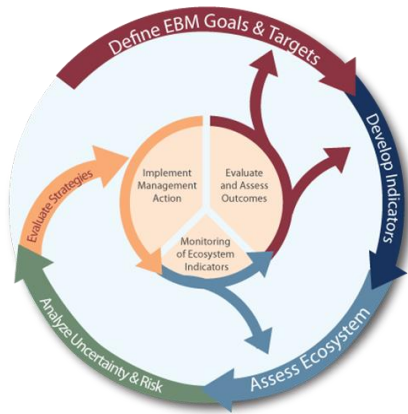 Define EBM Goals & Targets
Develop Indicators
Assess Ecosystem
Analyze Uncertainty & Risk
Evaluate Strategies
Implement
Management
Action
Evaluate
and Assess
Outcomes
Monitoring
of Ecosystem
Indicators